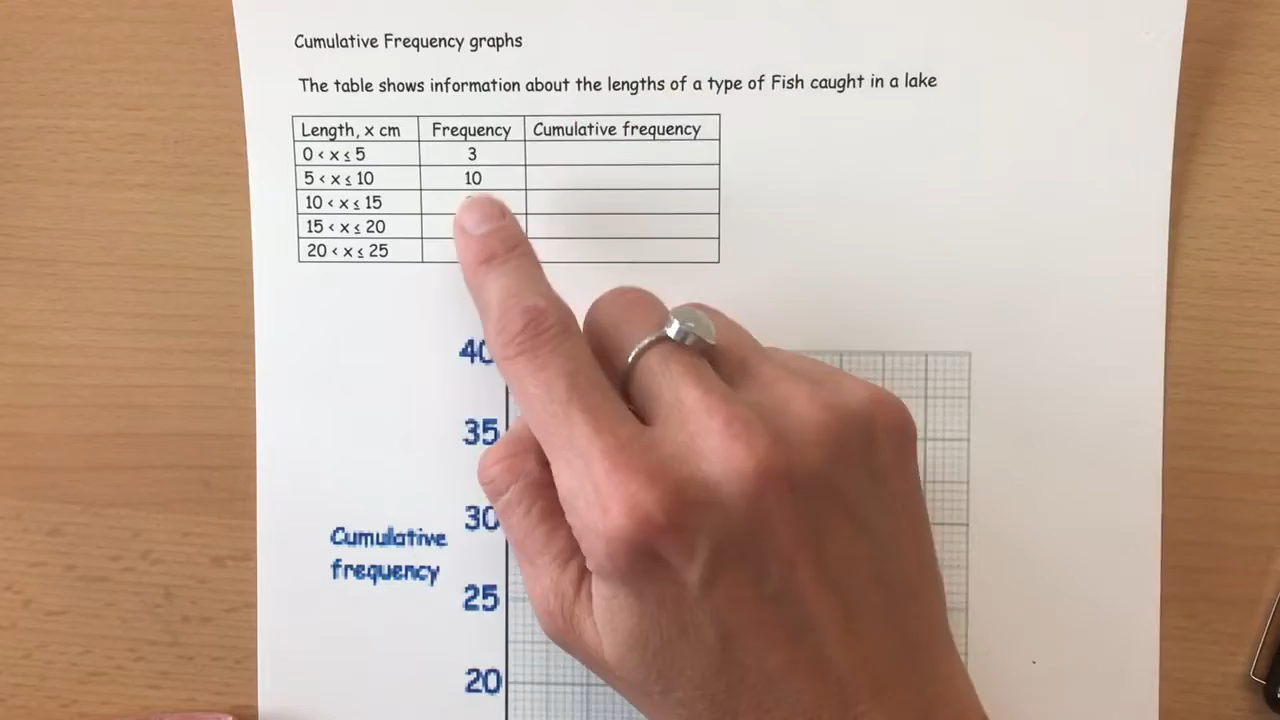 Cumulative Frequency graphs
The table shows information about the lengths of a type of Fish caught in a lake
Length, x cm Frequency Cumulative frequency
0 < x ≤ 5 3
5 < x ≤ 10 10
10 < x ≤ 15
15 < x ≤ 20
20 < x ≤ 25
40
35
30
Cumulative
frequency
25
20